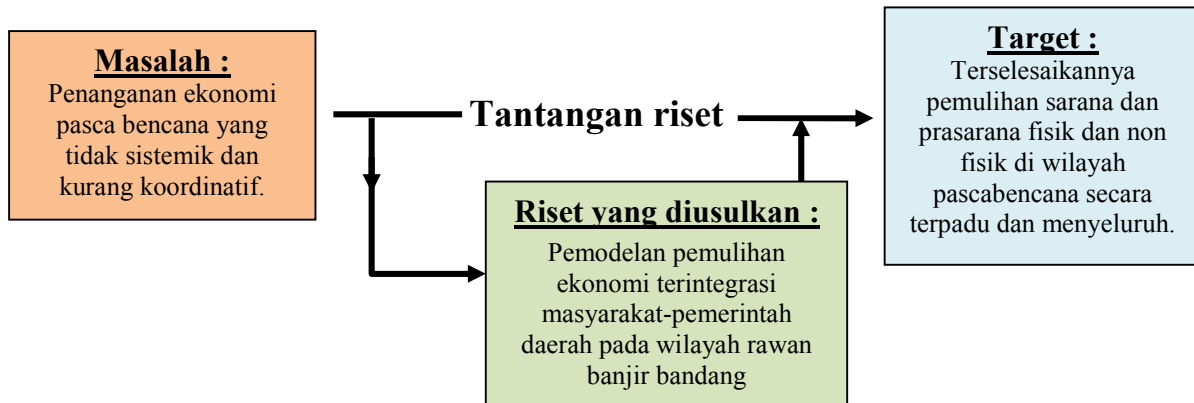 Masalah :
Penanganan ekonomi
pasca bencana yang
tidak sistemik dan
kurang koordinatif.
Tantangan riset
Riset yang diusulkan :
Pemodelan pemulihan
ekonomi terintegrasi
masyarakat-pemerintah
daerah pada wilayah rawan
banjir bandang
Target :
Terselesaikannya
pemulihan sarana dan
prasarana fisik dan non
fisik di wilayah
pascabencana secara
terpadu dan menyeluruh.